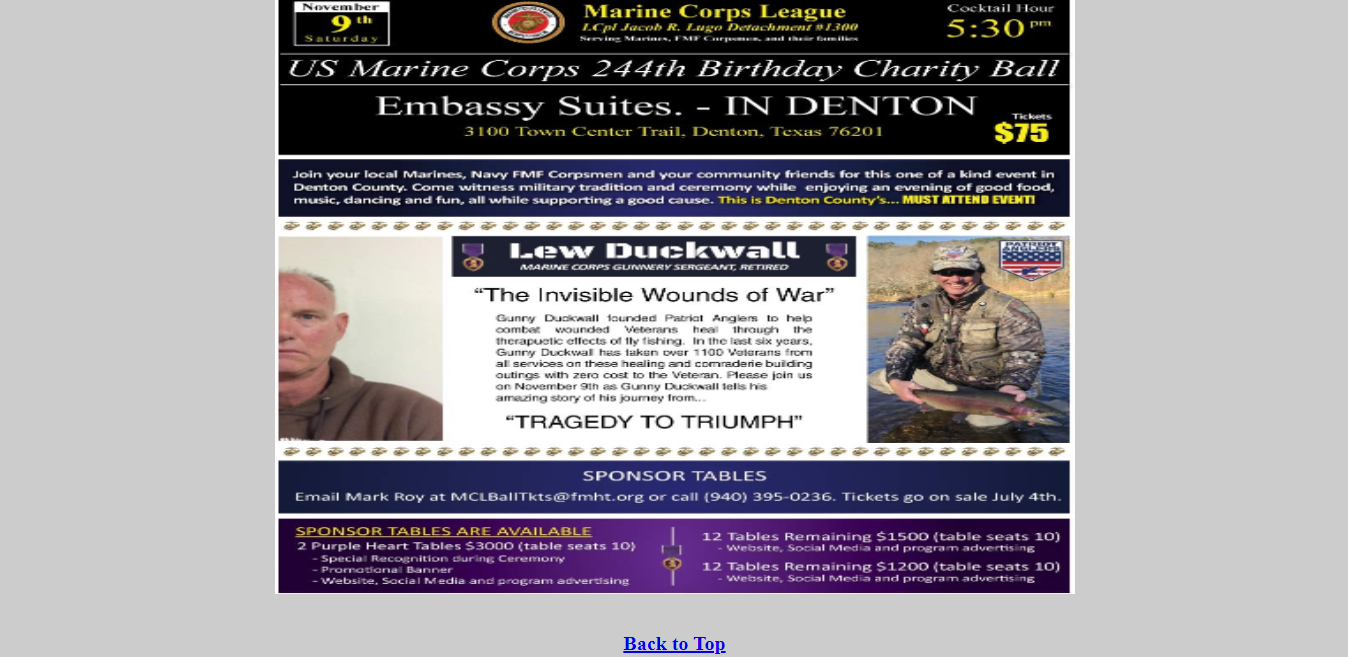 November
9th
Saturday
Marine Corps League
LCpl Jacob R. Lugo Detachment #1300
Serving Marines, FMF Corpsmen, and their families
Cocktail Hour
5:30 pm
US Marine Corps 244th Birthday Charity Ball
Embassy Suites. - IN DENTON
3100 Town Center Trail, Denton, Texas 76201
Tickets
$75
Join your local Marines, Navy FMF Corpsmen and your community friends for this one of a kind event in
Denton County. Come witness military tradition and ceremony while enjoying an evening of good food,
music, dancing and fun, all while supporting a good cause. This is Denton County's... MUST ATTEND EVENT!
Lew Duckwall
MARINE CORPS GUNNERY SERGEANT, RETIRED
“The Invisible Wounds of War”
Gunny Duckwall founded Patriot Anglers to help
combat wounded Veterans heal through the
therapuetic effects of fly fishing. In the last six years,
Gunny Duckwall has taken over 1100 Veterans from
all services on these healing and comraderie building
outings with zero cost to the Veteran. Please join us
on November 9th as Gunny Duckwall tells his
amazing story of his journey from...
“TRAGEDY TO TRIUMPH”
PATRIOT
ANGLERS
SPONSOR TABLES
Email Mark Roy at MCLBallTkts@fmht.org or call (940) 395-0236. Tickets go on sale July 4th.
SPONSOR TABLES ARE AVAILABLE
2 Purple Heart Tables $3000 (table seats 10)
- Special Recognition during Ceremony
- Promotional Banner
- Website, Social Media and program advertising
12 Tables Remaining $1500 (table seats 10)
- Website, Social Media and program advertising
12 Tables Remaining $1200 (table seats 10)
- Website, Social Media and program advertising
Back to Top